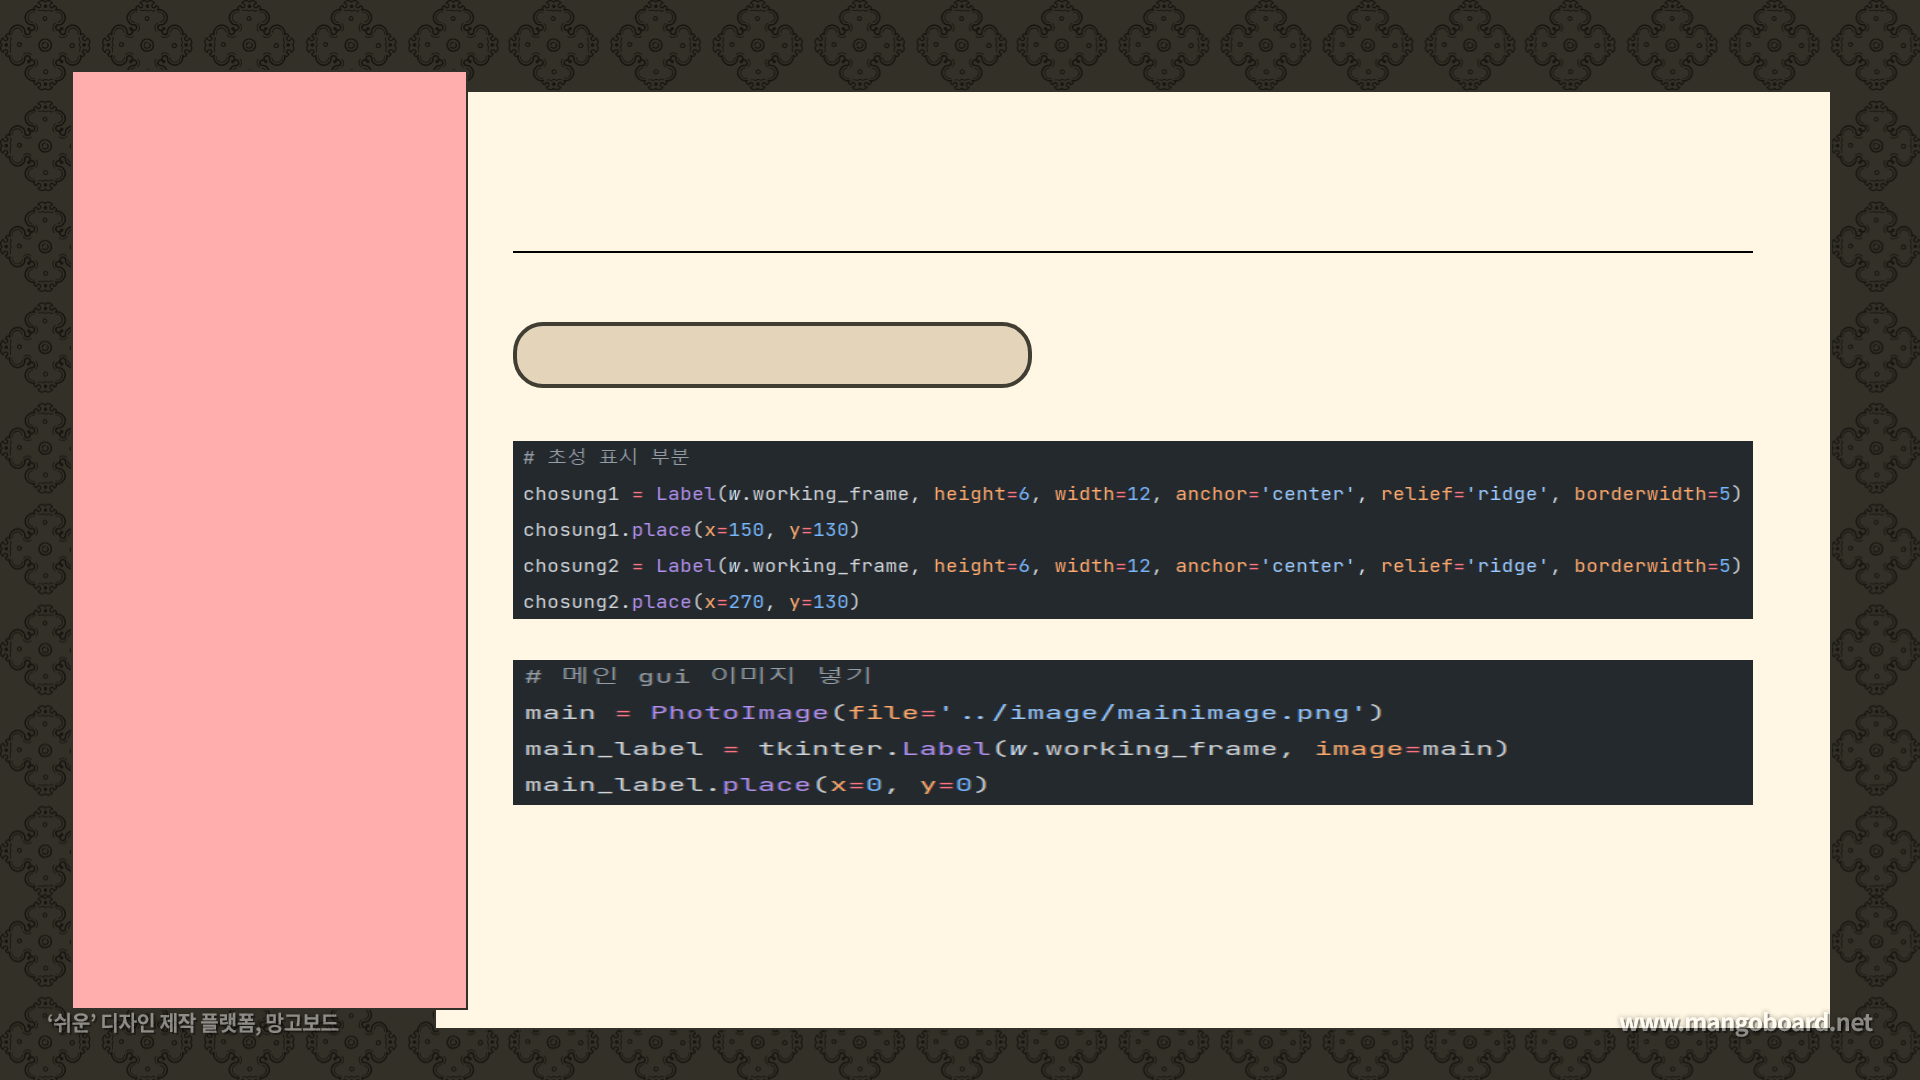 # 초성 표시 부분
chosung1 = Label(w.working_frame, height=6, width=12, anchor='center', relief='ridge', borderwidth=5)
chosung1.place(x=150, y=130)
chosung2 = Label(w.working_frame, height=6, width=12, anchor='center', relief='ridge', borderwidth=5)
chosung2.place(x=270, y=130)
# 메인 gui 이미지 넣기
main = PhotoImage(file='../image/mainimage.png')
main_label = tkinter.Label(w.working_frame, image=main)
main_label.place(x=0, y=0)
‘쉬운’ 디자인 제작 플랫폼, 망고보드
www.mangoboard.net